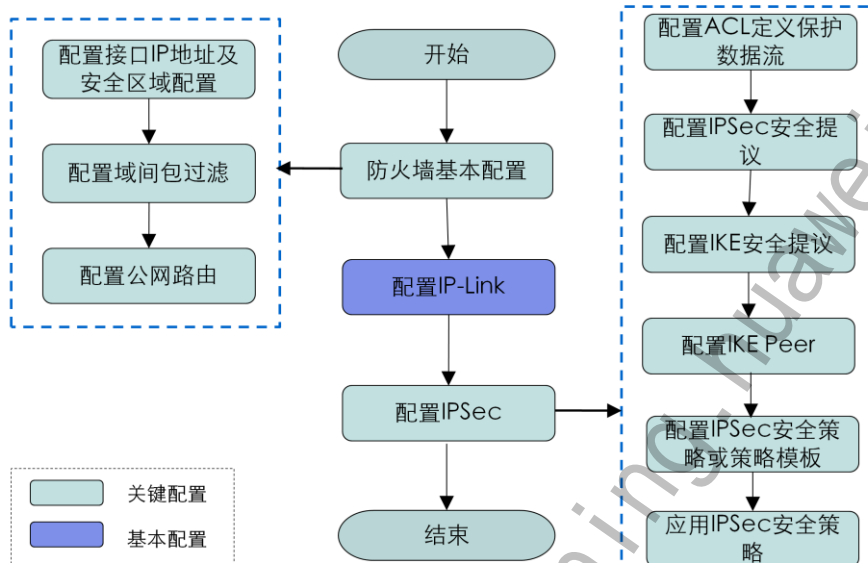 配置接口IP地址及
安全区域配置
配置域间包过滤
配置公网路由
开始
防火墙基本配置
配置IP-Link
配置IPSec
结束
配置ACL定义保护
数据流
配置IPSec安全提
议
配置IKE安全提议
配置IKE Peer
配置IPSec安全策
略或策略模板
应用IPSec安全策
略
关键配置
基本配置
ning.huawei